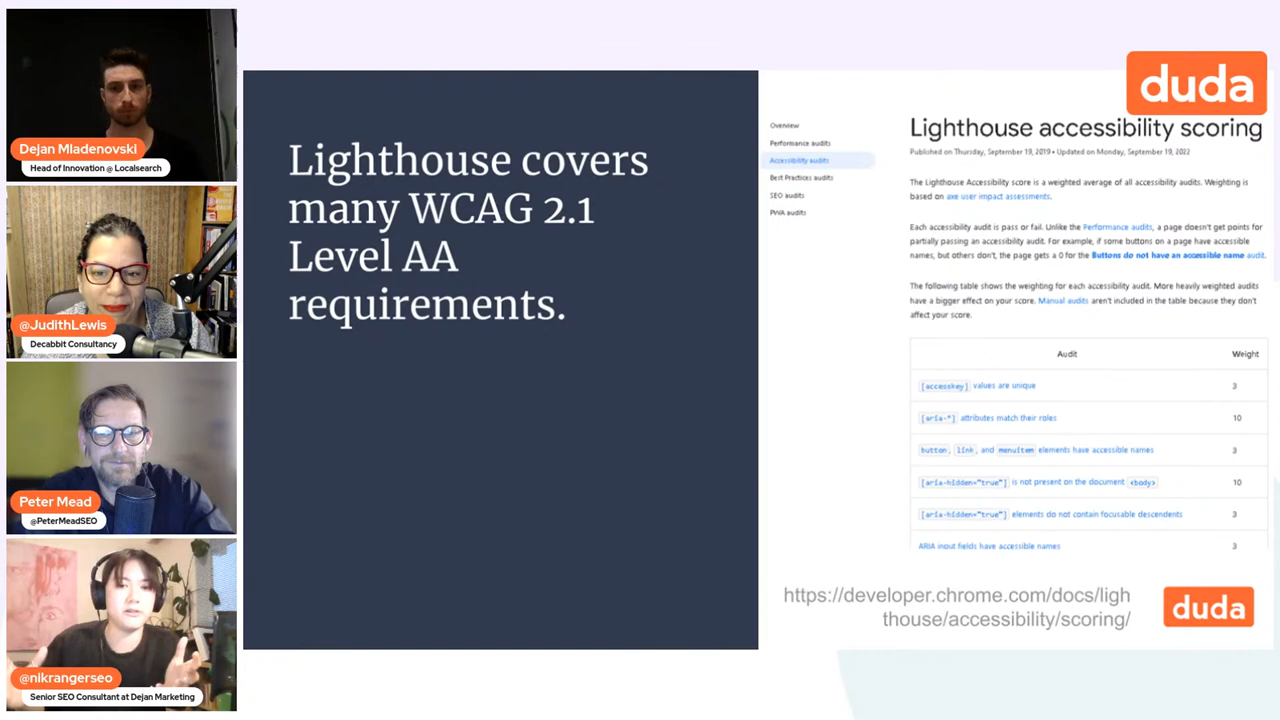 Dejan Mladenovski
Head of Innovation @ Localsearch
@JudithLewis
Decabbit Consultancy
Peter Mead
@PeterMeadSEO
@nikrangerseo
Senior SEO Consultant at Dejan Marketing
Lighthouse covers
many WCAG 2.1
Level AA
requirements.
duda
Overview
Performance audits
Accessibility audits
Best Practices audits
SEO audits
PWA audits
Lighthouse accessibility scoring
Published on Thursday, September 19, 2019 • Updated on Monday, September 19, 2022
The Lighthouse Accessibility score is a weighted average of all accessibility audits. Weighting is
based on axe user impact assessments.
Each accessibility audit is pass or fail. Unlike the Performance audits, a page doesn't get points for
partially passing an accessibility audit. For example, if some buttons on a page have accessible
names, but others don't, the page gets a 0 for the Buttons do not have an accessible name audit.
The following table shows the weighting for each accessibility audit. More heavily weighted audits
have a bigger effect on your score. Manual audits aren't included in the table because they don't
affect your score.
Audit Weight
[accesskey] values are unique 3
[aria-*] attributes match their roles 10
button, link, and menuitem elements have accessible names 3
[aria-hidden="true"] is not present on the document <body> 10
[aria-hidden="true"] elements do not contain focusable descendents 3
ARIA input fields have accessible names 3
https://developer.chrome.com/docs/ligh
thouse/accessibility/scoring/
duda